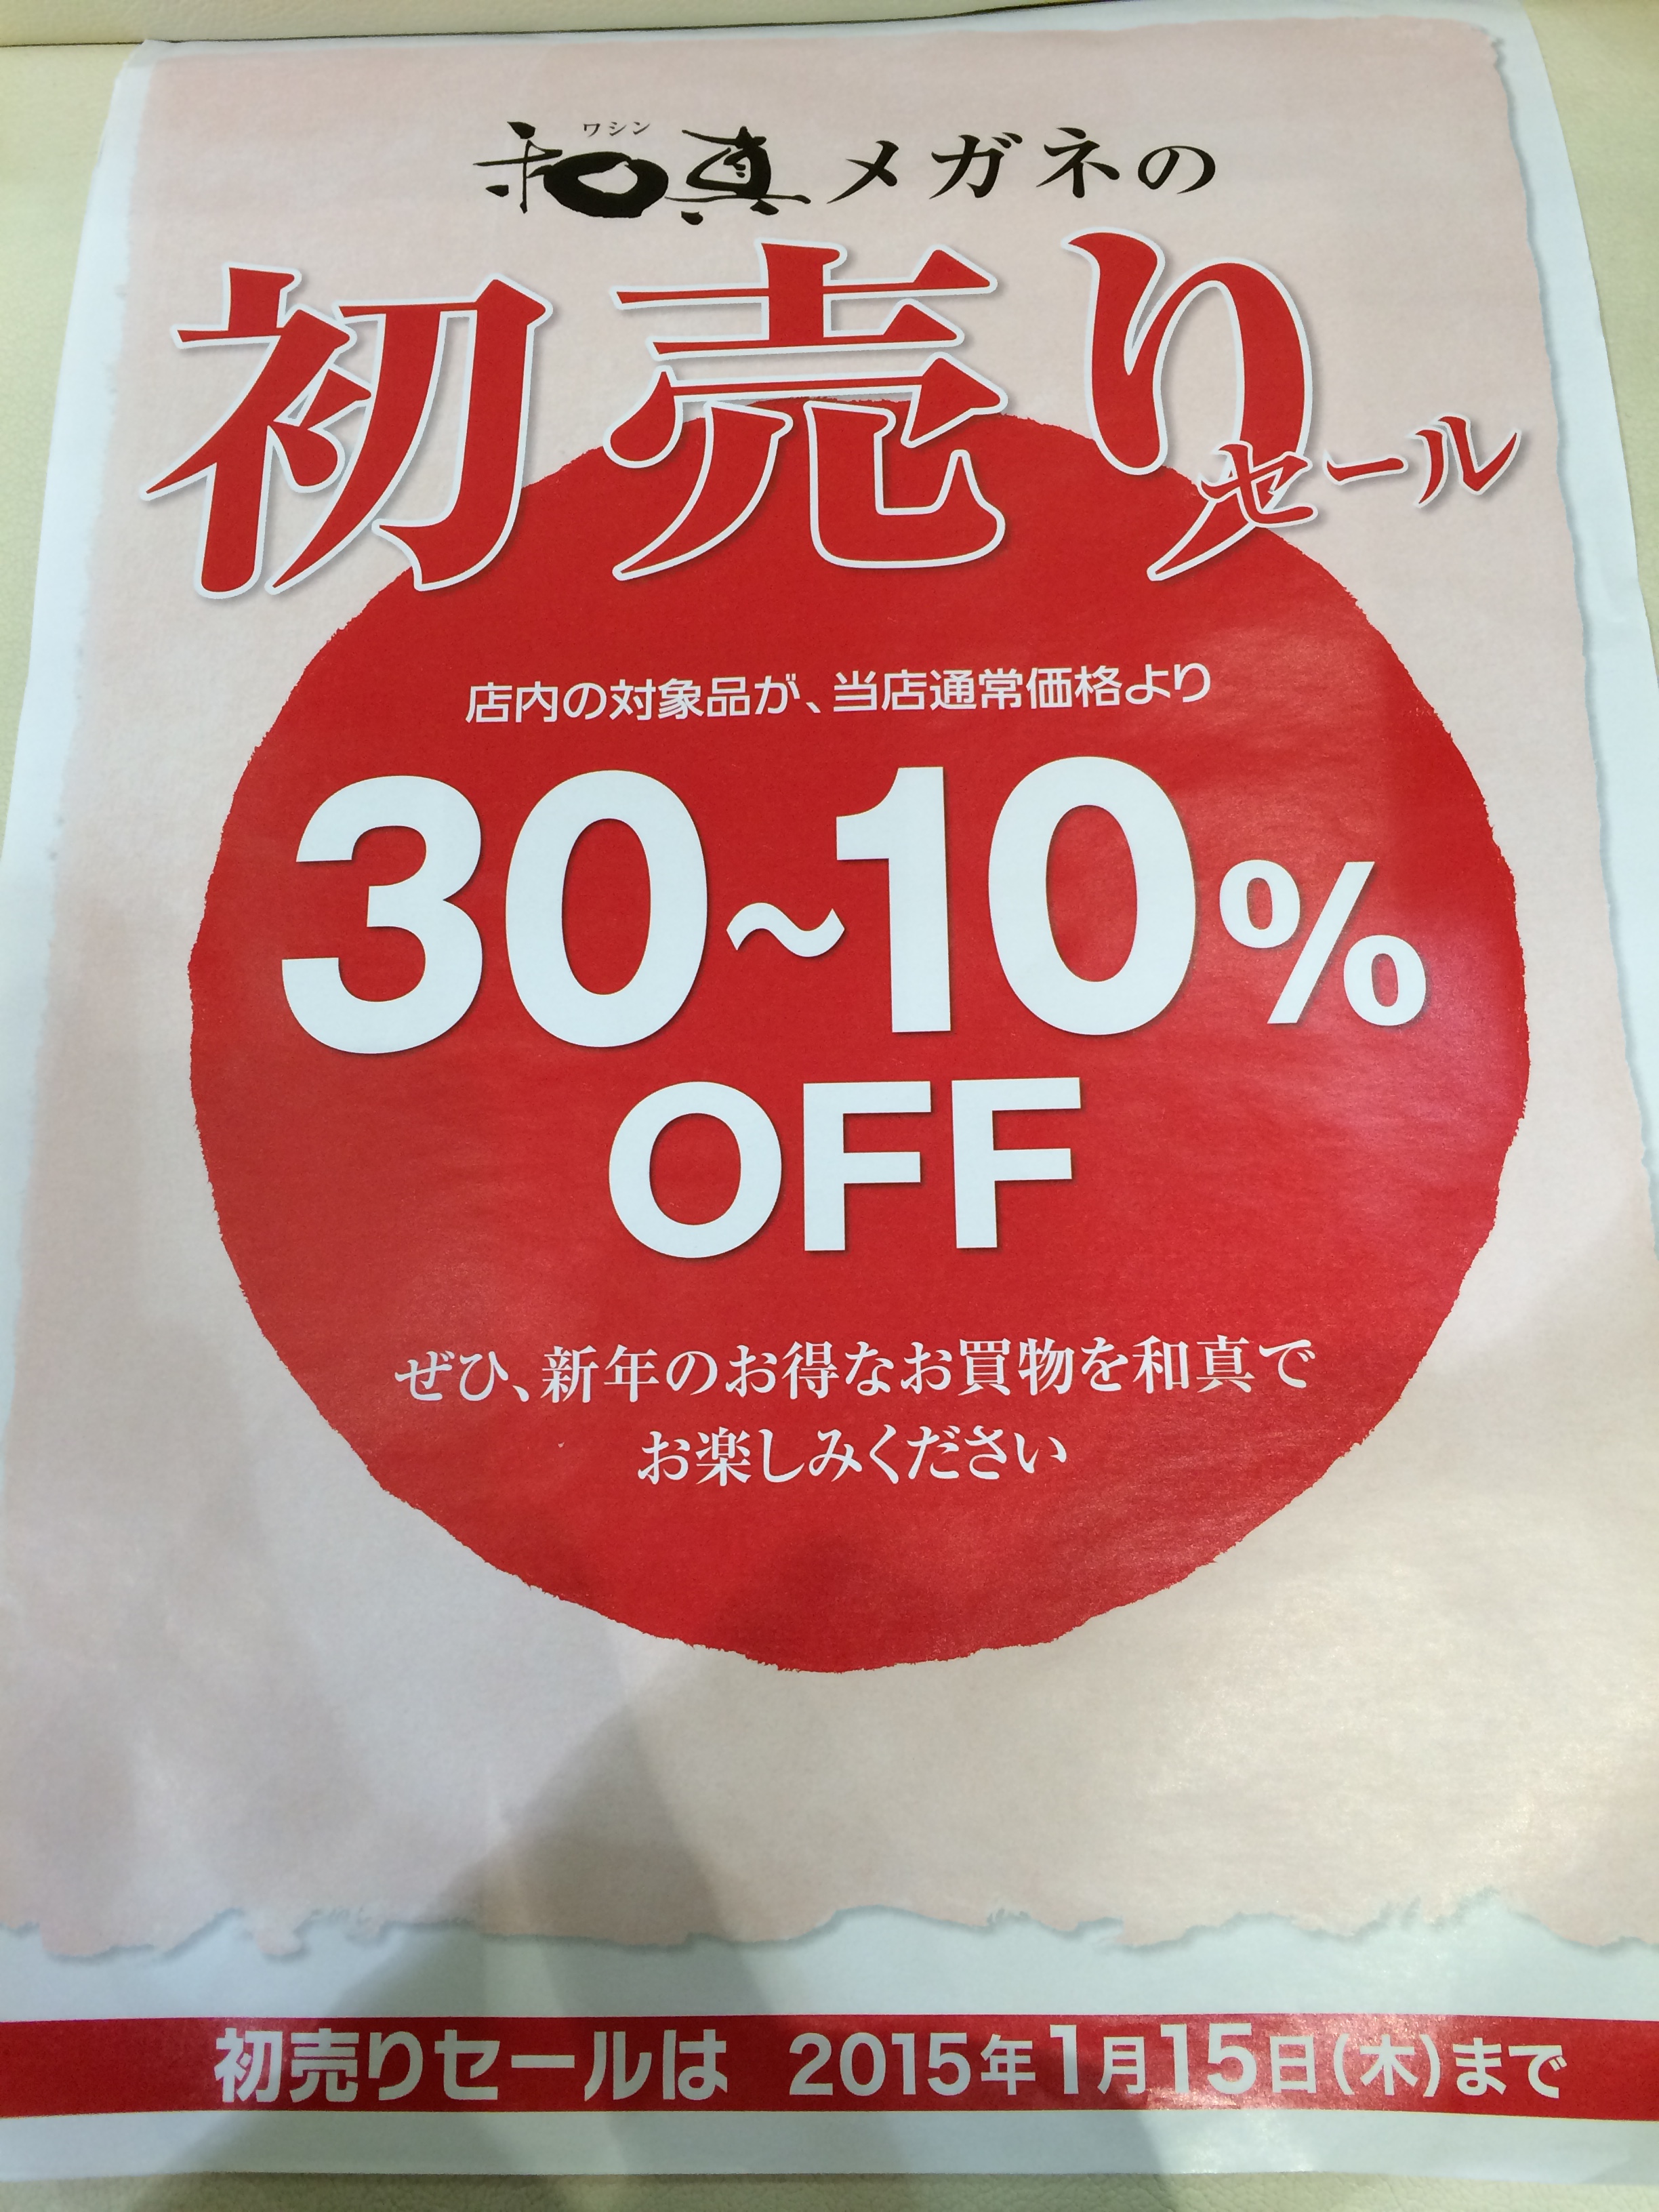 和真メガネの
ワシン
初売りセール
店内の対象品が、当店通常価格より
30~10%
OFF
ぜひ、新年のお得なお買物を和真で
お楽しみください
初売りセールは 2015年1月15日(木)まで